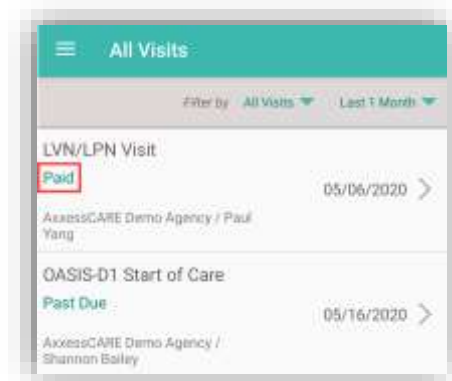 All Visits
Filter by All Visits Last 1 Month
LVN/LPN Visit
Paid
05/06/2020
AxxessCARE Demo Agency / Paul
Yang
OASIS-D1 Start of Care
Past Due
05/16/2020
AxxessCARE Demo Agency /
Shannon Bailey